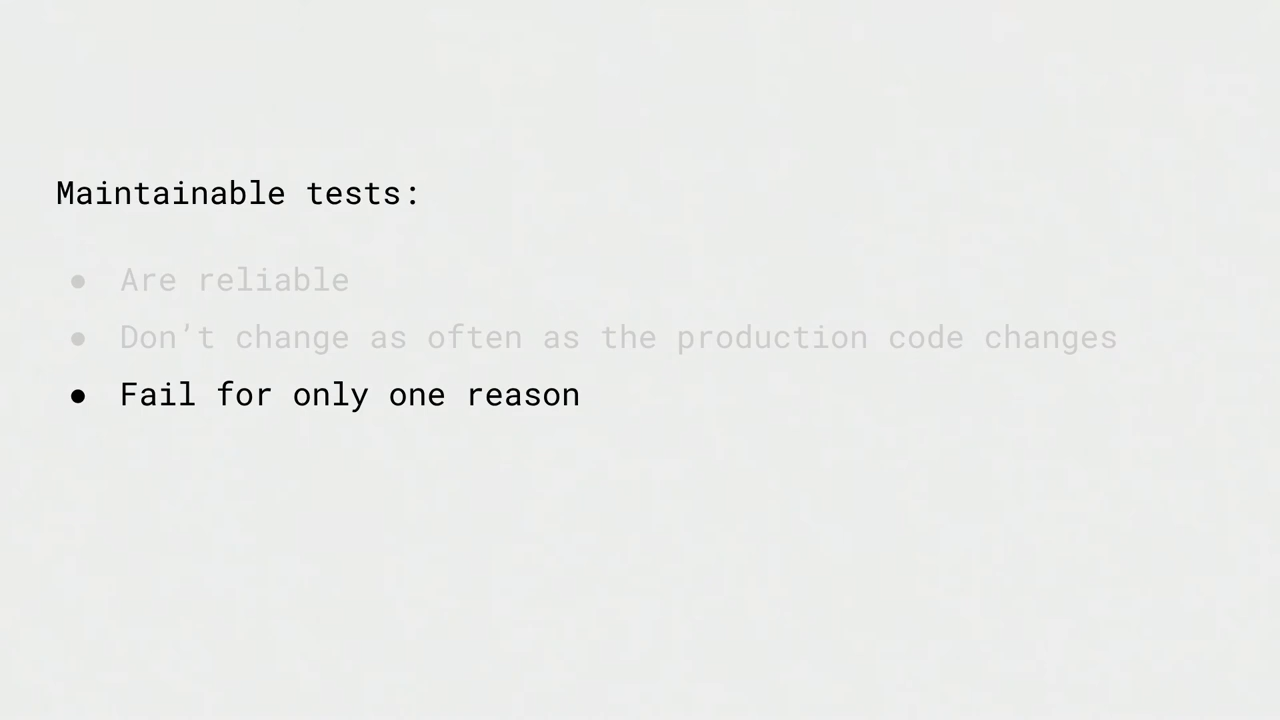 Maintainable tests:
● Are reliable
● Don’t change as often as the production code changes
● Fail for only one reason